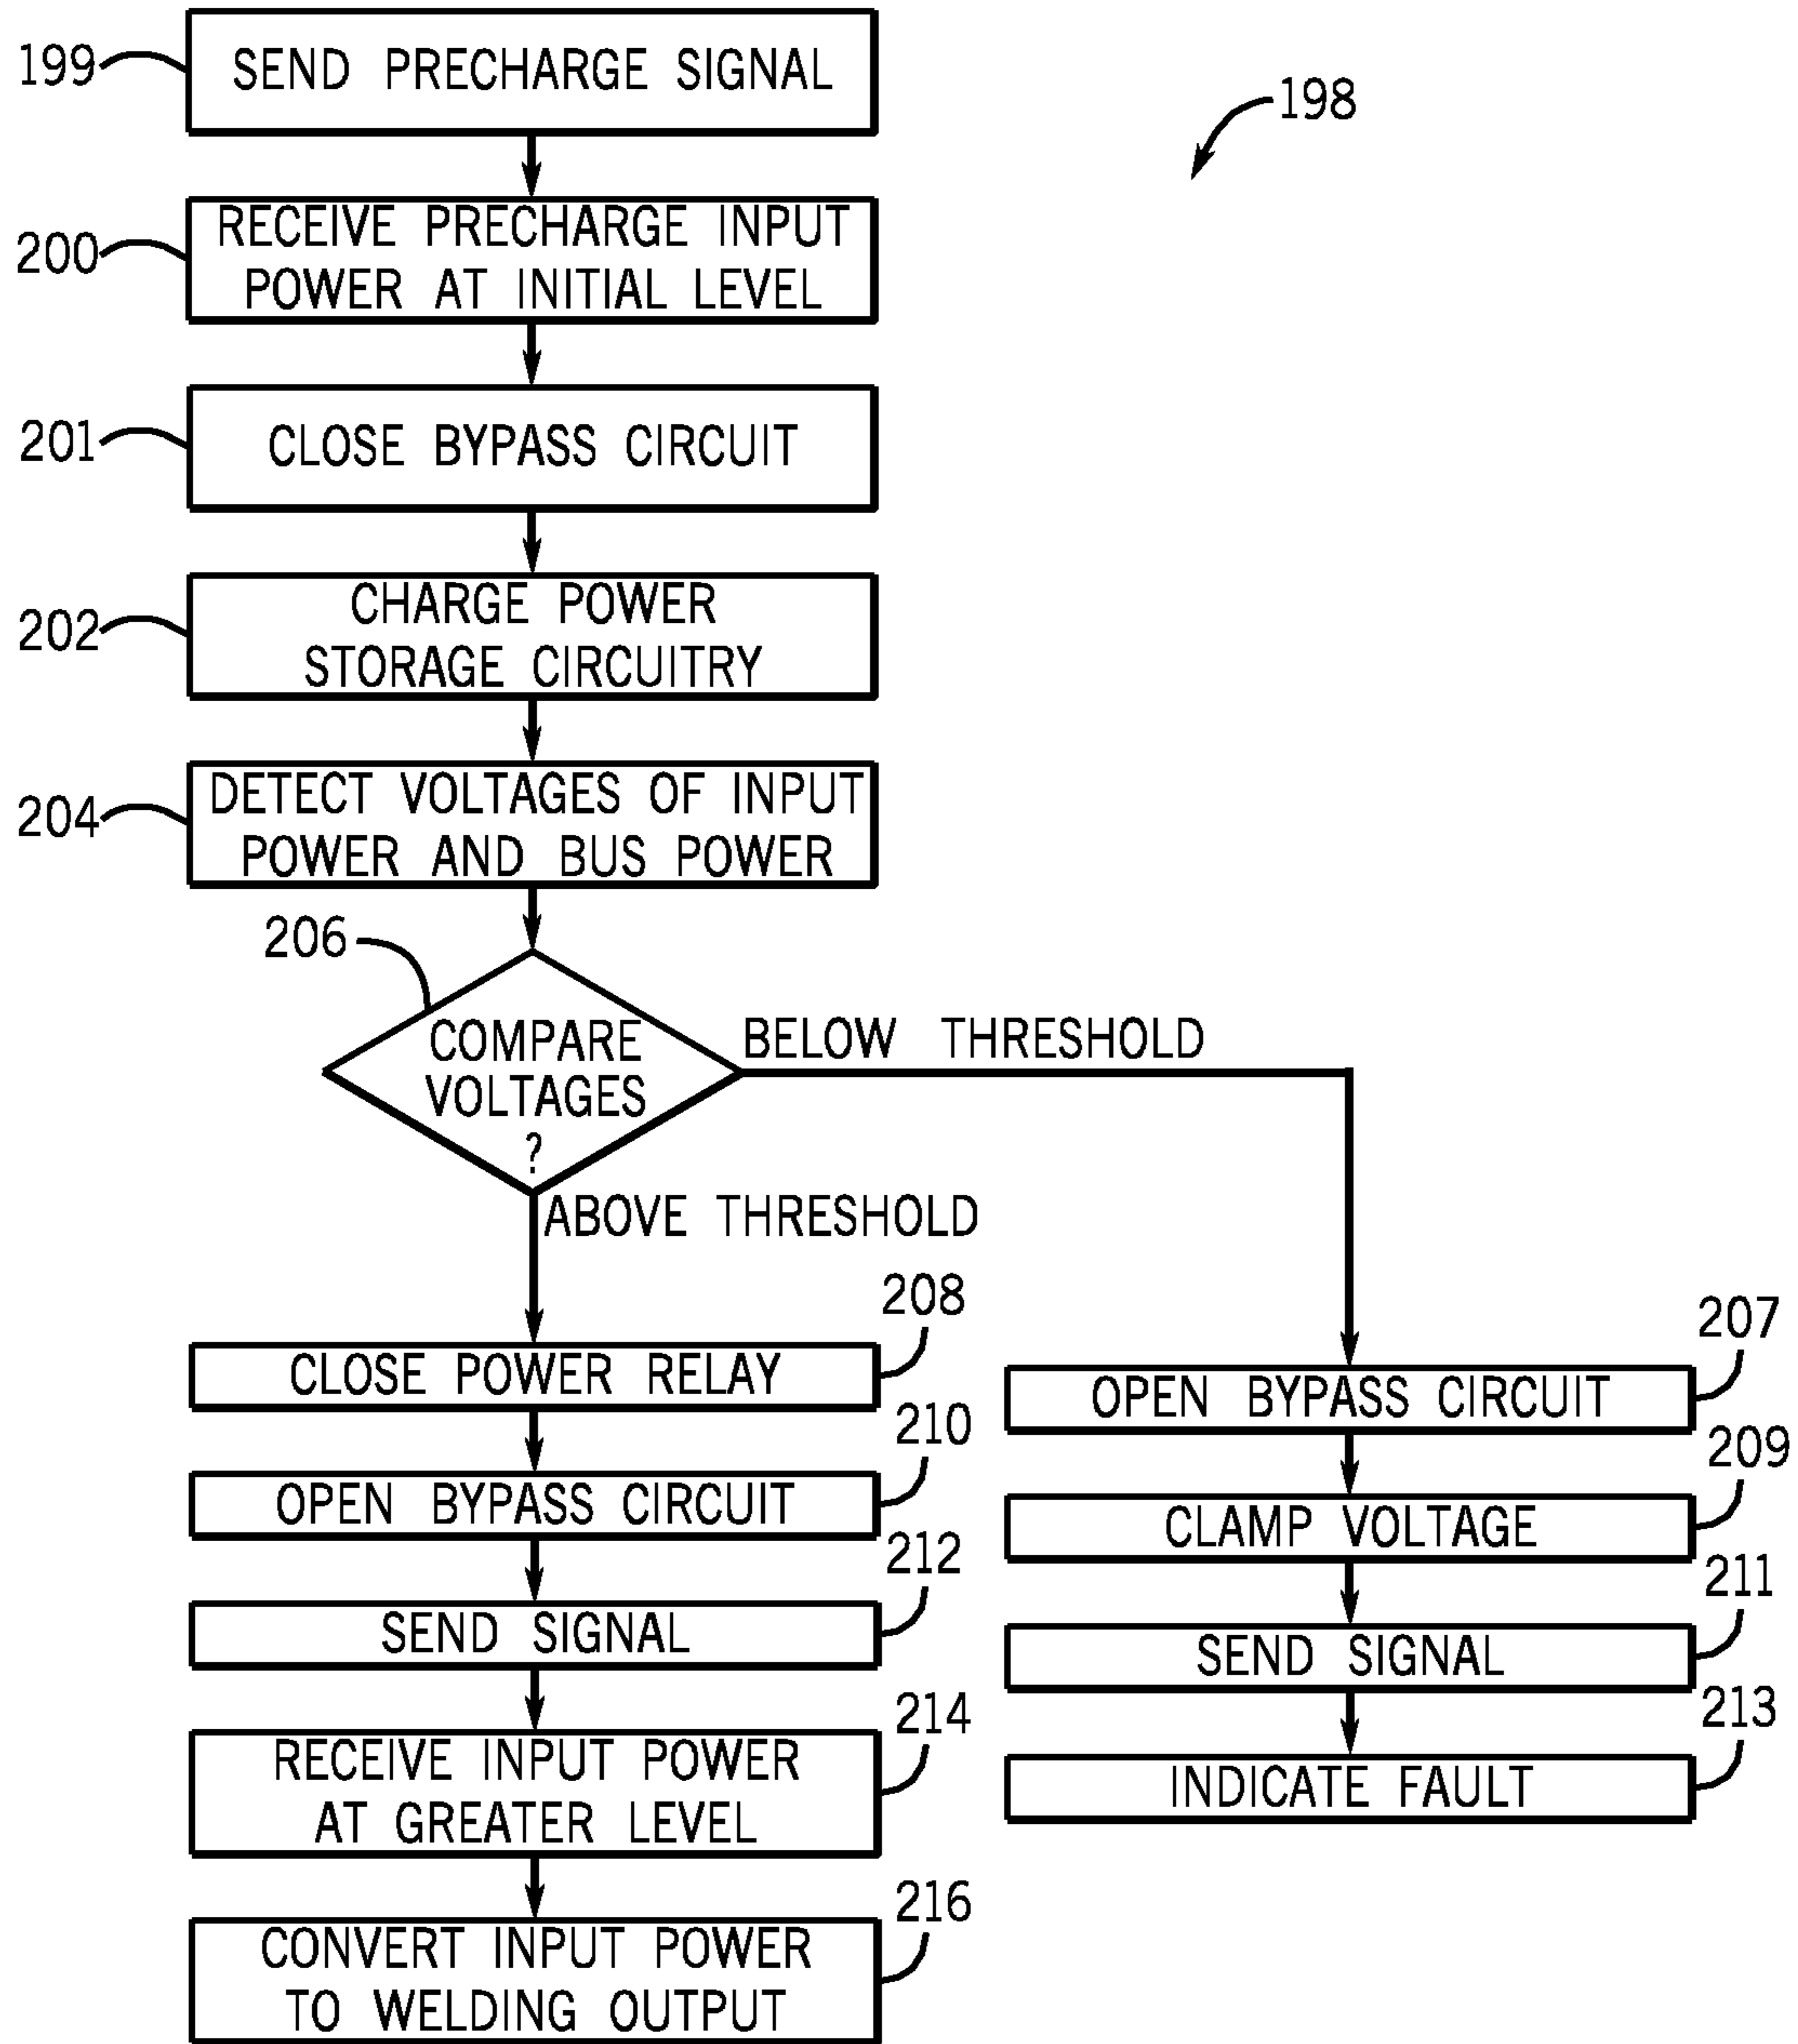 199
SEND PRECHARGE SIGNAL
198
200
RECEIVE PRECHARGE INPUT
POWER AT INITIAL LEVEL
201
CLOSE BYPASS CIRCUIT
202
CHARGE POWER
STORAGE CIRCUITRY
204
DETECT VOLTAGES OF INPUT
POWER AND BUS POWER
206
COMPARE
VOLTAGES
?
BELOW THRESHOLD
ABOVE THRESHOLD
208
CLOSE POWER RELAY
210
OPEN BYPASS CIRCUIT
212
SEND SIGNAL
214
RECEIVE INPUT POWER
AT GREATER LEVEL
216
CONVERT INPUT POWER
TO WELDING OUTPUT
207
OPEN BYPASS CIRCUIT
209
CLAMP VOLTAGE
211
SEND SIGNAL
213
INDICATE FAULT